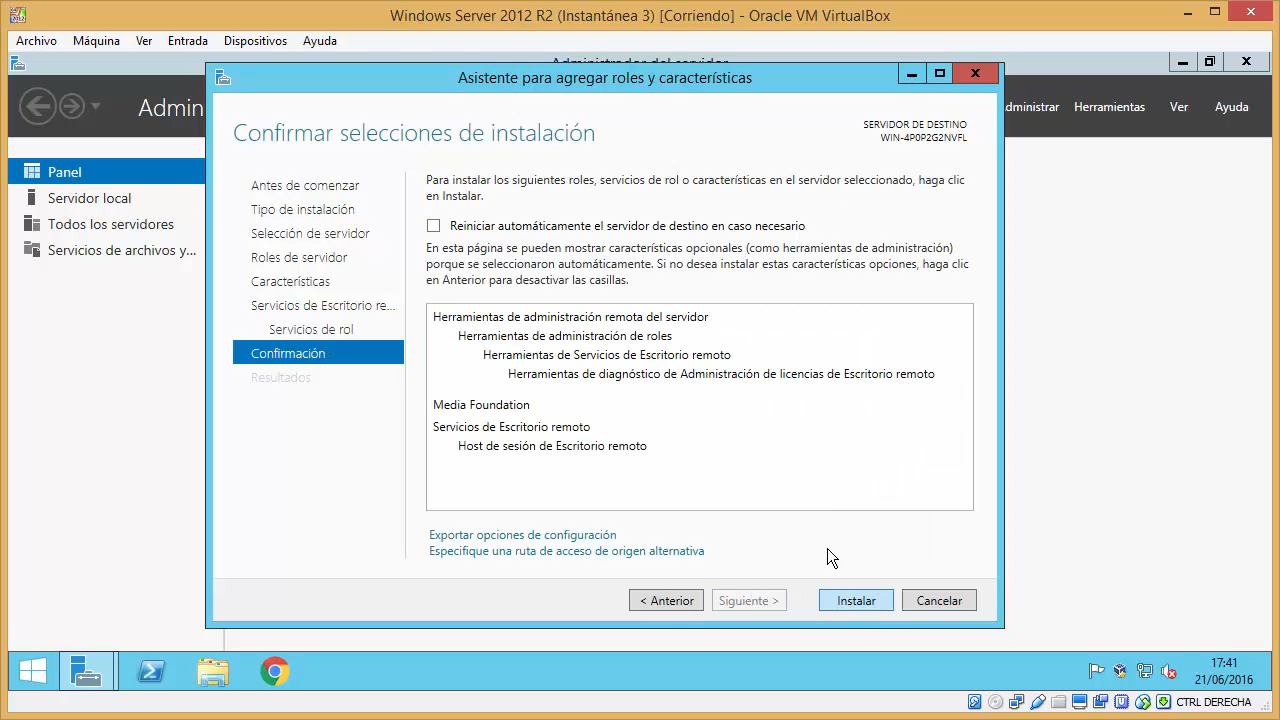 Windows Server 2012 R2 (Instantánea 3) [Corriendo] - Oracle VM VirtualBox
Archivo Máquina Ver Entrada Dispositivos Ayuda
Administrador del servidor
Asistente para agregar roles y características
Admin
ministrar Herramientas Ver Ayuda
Confirmar selecciones de instalación
SERVIDOR DE DESTINO
WIN-4P0P2G2NVFL
Panel
Servidor local
Todos los servidores
Servicios de archivos y...
Antes de comenzar
Tipo de instalación
Selección de servidor
Roles de servidor
Características
Servicios de Escritorio re...
Servicios de rol
Confirmación
Resultados
Para instalar los siguientes roles, servicios de rol o características en el servidor seleccionado, haga clic
en Instalar.
Reiniciar automáticamente el servidor de destino en caso necesario
En esta página se pueden mostrar características opcionales (como herramientas de administración)
porque se seleccionaron automáticamente. Si no desea instalar estas características opciones, haga clic
en Anterior para desactivar las casillas.
Herramientas de administración remota del servidor
Herramientas de administración de roles
Herramientas de Servicios de Escritorio remoto
Herramientas de diagnóstico de Administración de licencias de Escritorio remoto
Media Foundation
Servicios de Escritorio remoto
Host de sesión de Escritorio remoto
Exportar opciones de configuración
Especifique una ruta de acceso de origen alternativa
< Anterior Siguiente > Instalar Cancelar
17:41
21/06/2016
CTRL DERECHA